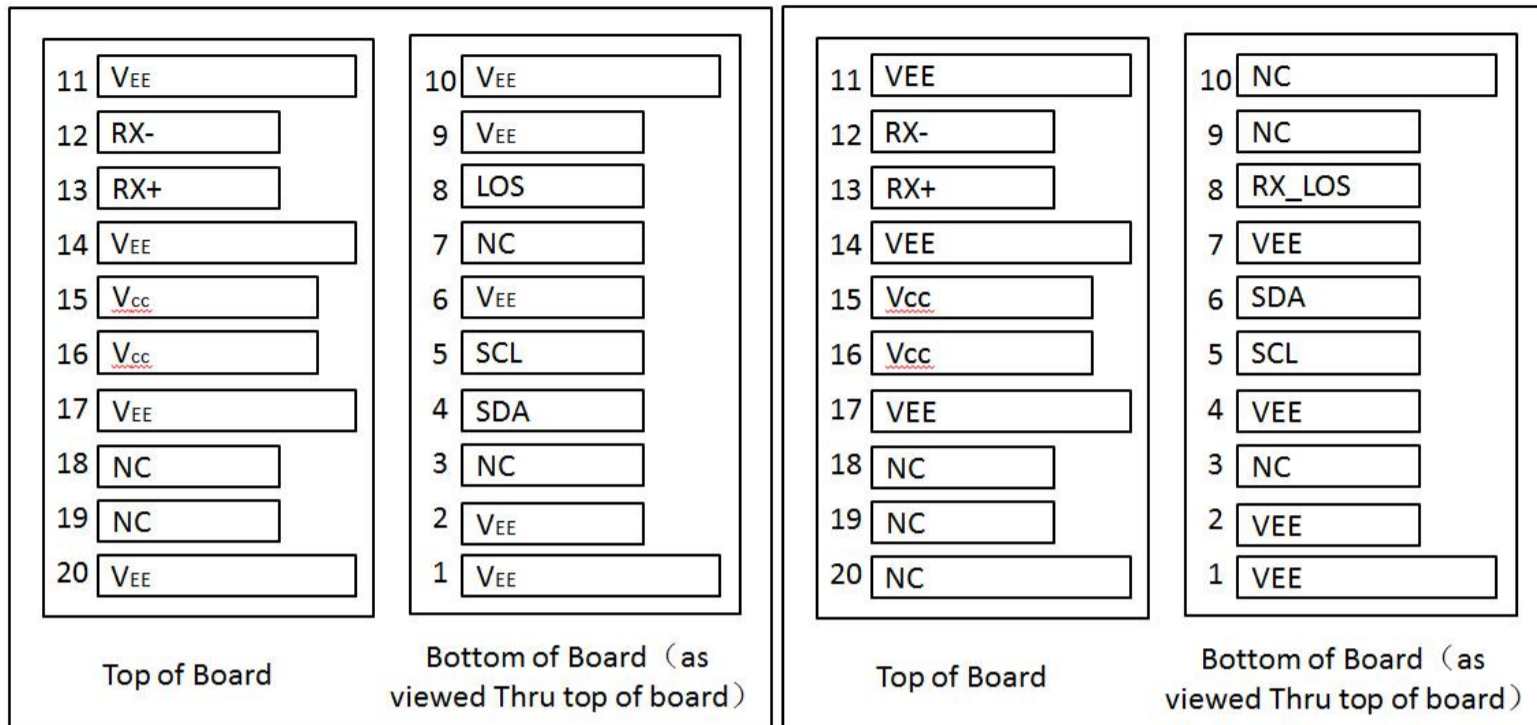 11 VEE 10 VEE
12 RX- 9 VEE
13 RX+ 8 LOS
14 VEE 7 NC
15 Vcc 6 VEE
16 Vcc 5 SCL
17 VEE 4 SDA
18 NC 3 NC
19 NC 2 VEE
20 VEE 1 VEE
Top of Board
Bottom of Board（as
viewed Thru top of board）
11 VEE 10 NC
12 RX- 9 NC
13 RX+ 8 RX_LOS
14 VEE 7 VEE
15 Vcc 6 SDA
16 Vcc 5 SCL
17 VEE 4 VEE
18 NC 3 NC
19 NC 2 VEE
20 NC 1 VEE
Top of Board
Bottom of Board（as
viewed Thru top of board）